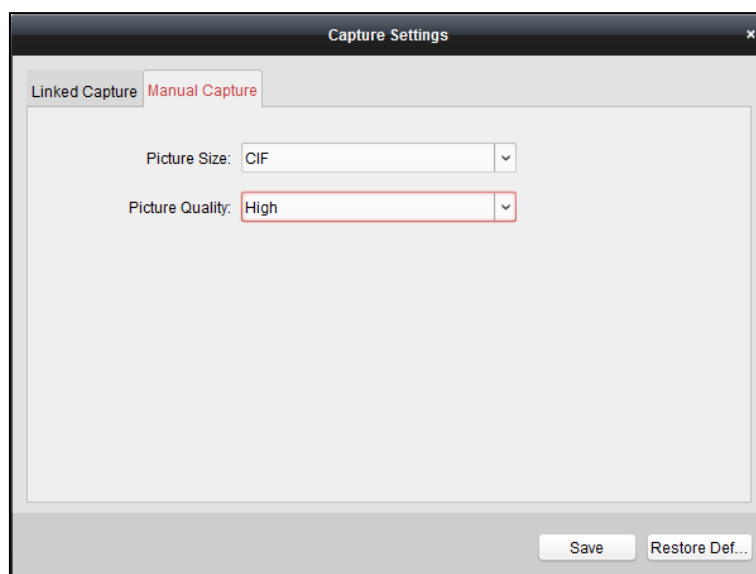 Capture Settings
×
Linked Capture Manual Capture
Picture Size: CIF
Picture Quality: High
Save Restore Def...